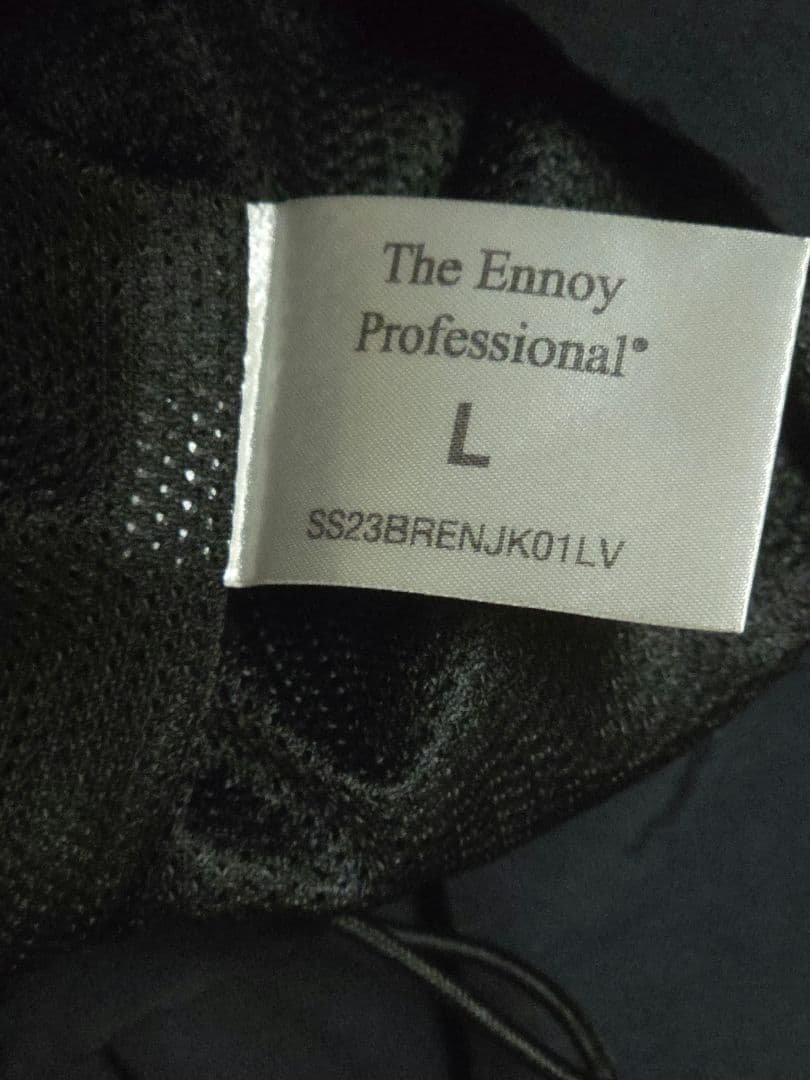 The Ennoy
Professional®
L
SS23BRENJK01LV